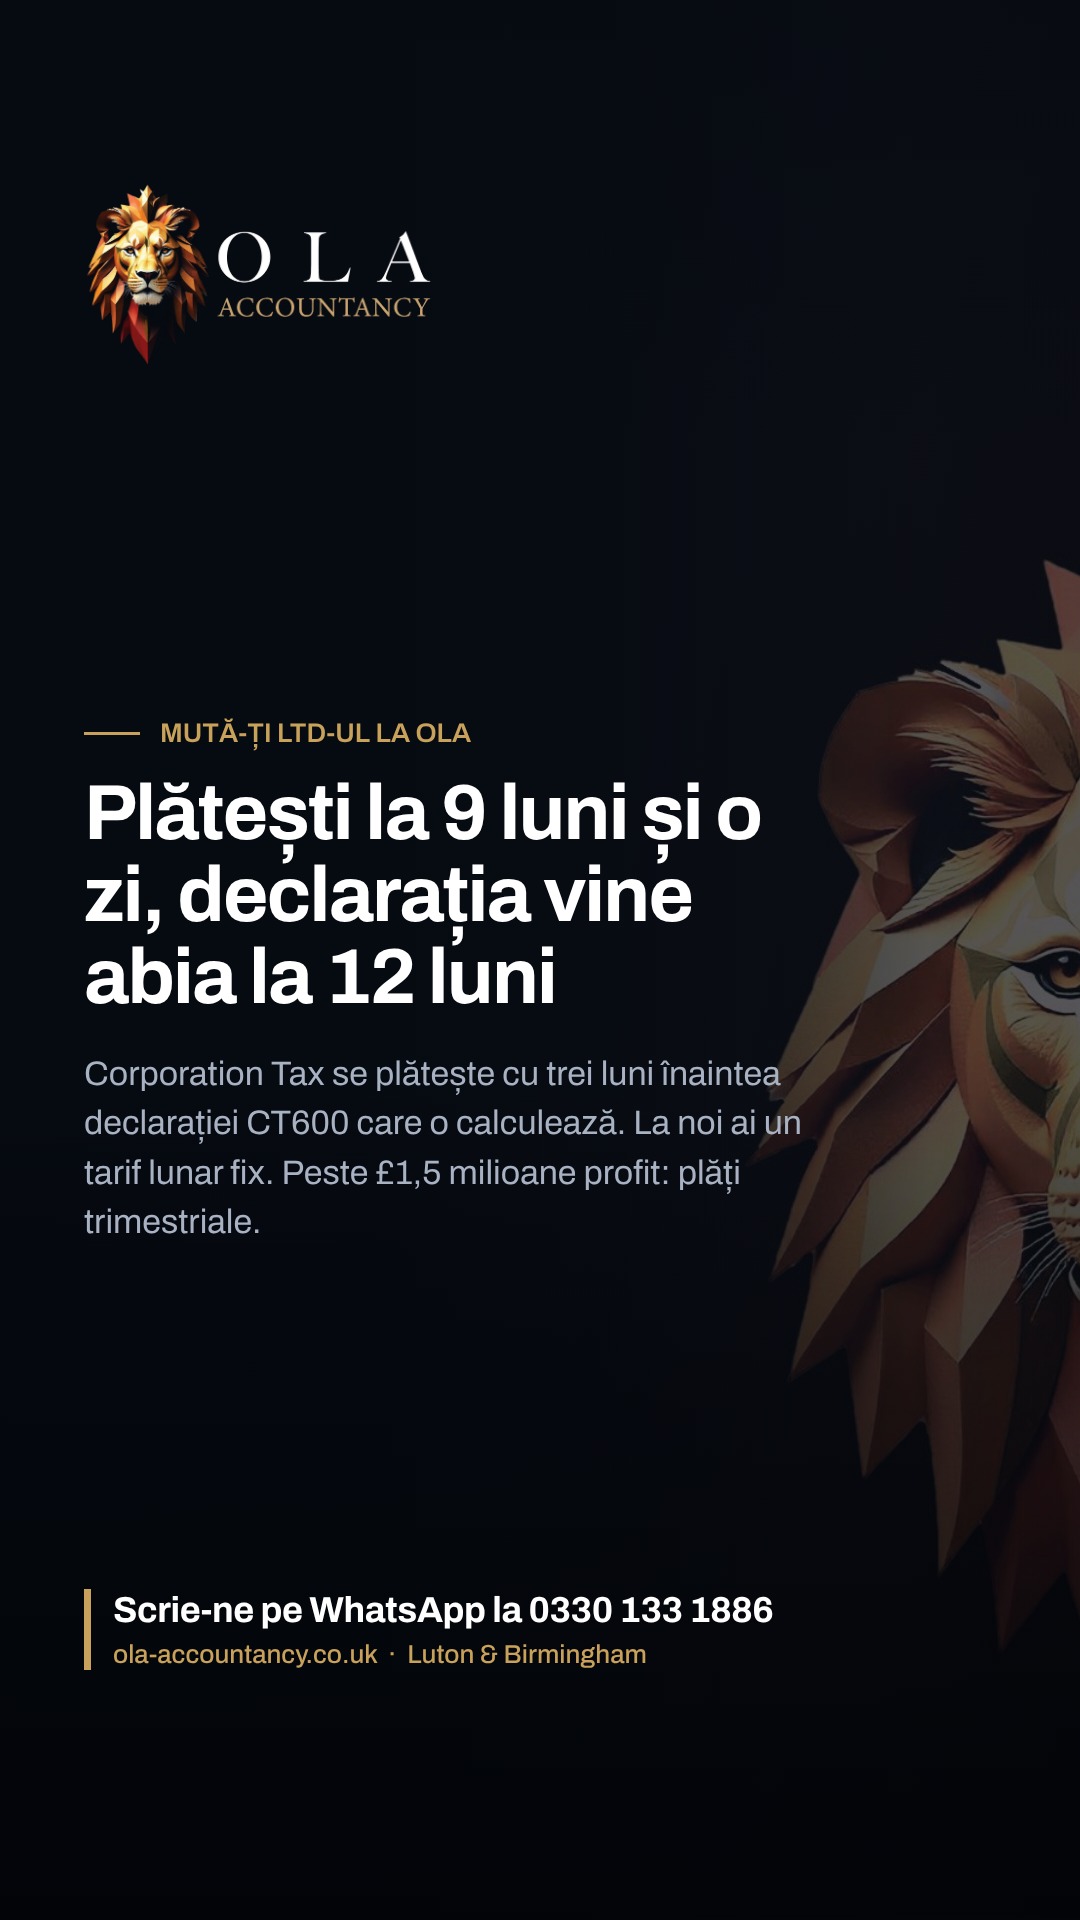 OLA
ACCOUNTANCY
MUTĂ-ȚI LTD-UL LA OLA
Plătești la 9 luni și o
zi, declarația vine
abia la 12 luni
Corporation Tax se plătește cu trei luni înaintea
declarației CT600 care o calculează. La noi ai un
tarif lunar fix. Peste £1,5 milioane profit: plăți
trimestriale.
Scrie-ne pe WhatsApp la 0330 133 1886
ola-accountancy.co.uk · Luton & Birmingham